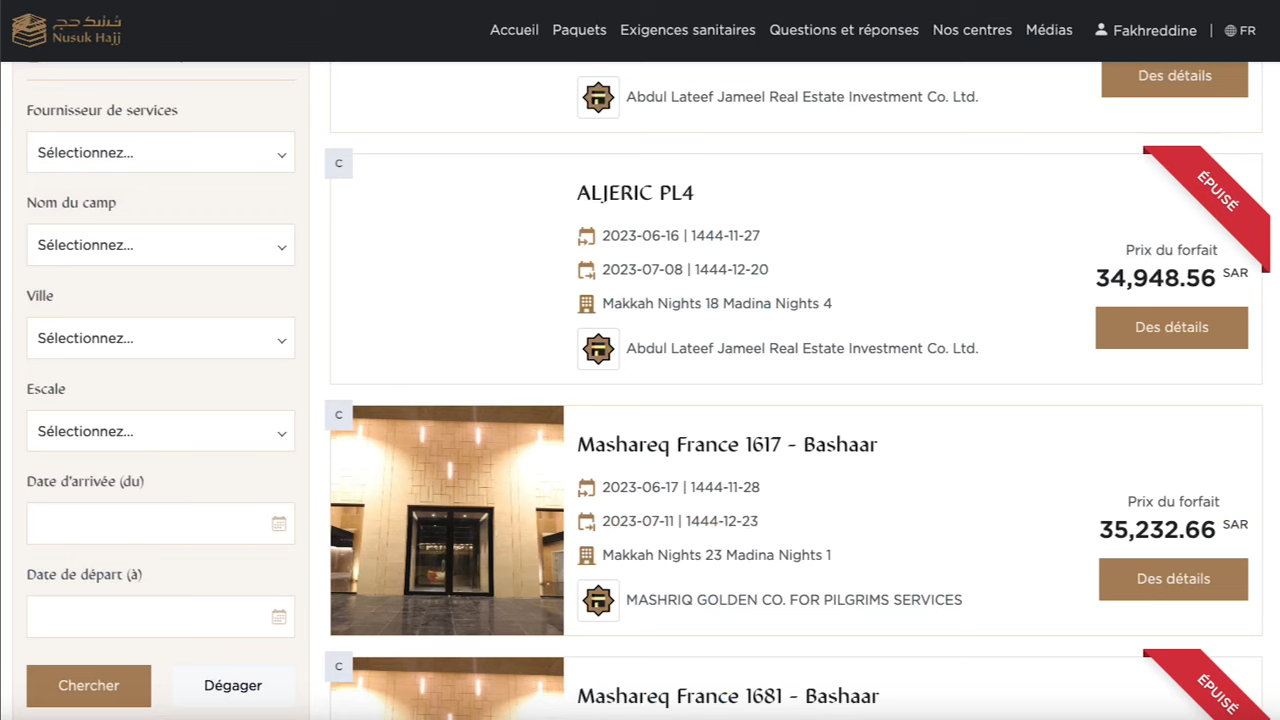 نسك حج
Nusuk Hajj
Accueil Paquets Exigences sanitaires Questions et réponses Nos centres Médias Fakhreddine | FR
Fournisseur de services
Sélectionnez...
Nom du camp
Sélectionnez...
Ville
Sélectionnez...
Escale
Sélectionnez...
Date d'arrivée (du)
Date de départ (à)
Chercher Dégager
Abdul Lateef Jameel Real Estate Investment Co. Ltd.
Des détails
C
ÉPUISÉ
ALJERIC PL4
2023-06-16 | 1444-11-27
2023-07-08 | 1444-12-20
Makkah Nights 18 Madina Nights 4
Abdul Lateef Jameel Real Estate Investment Co. Ltd.
Prix du forfait
34,948.56 SAR
Des détails
C
Mashareq France 1617 - Bashaar
2023-06-17 | 1444-11-28
2023-07-11 | 1444-12-23
Makkah Nights 23 Madina Nights 1
MASHRIQ GOLDEN CO. FOR PILGRIMS SERVICES
Prix du forfait
35,232.66 SAR
Des détails
C
Mashareq France 1681 - Bashaar
ÉPUISÉ